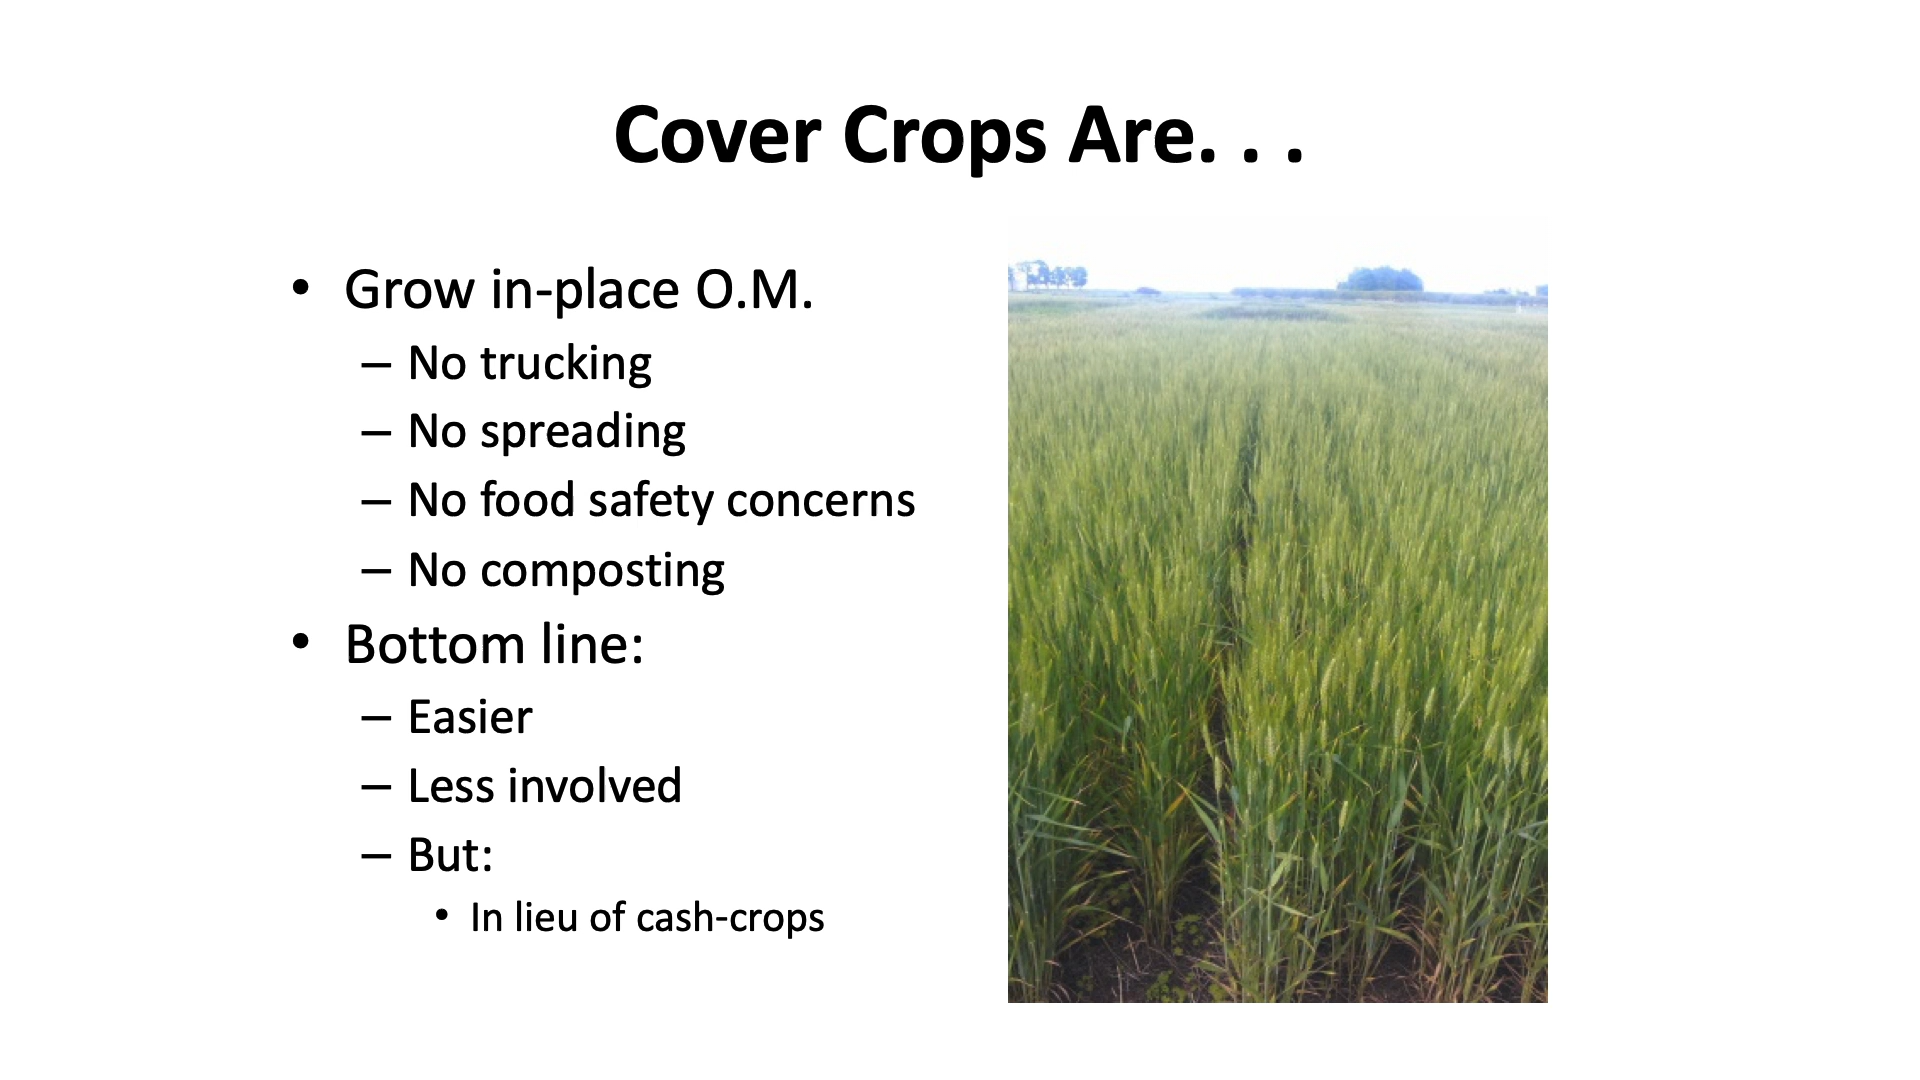 Cover Crops Are. . .
• Grow in-place O.M.
– No trucking
– No spreading
– No food safety concerns
– No composting
• Bottom line:
– Easier
– Less involved
– But:
• In lieu of cash-crops